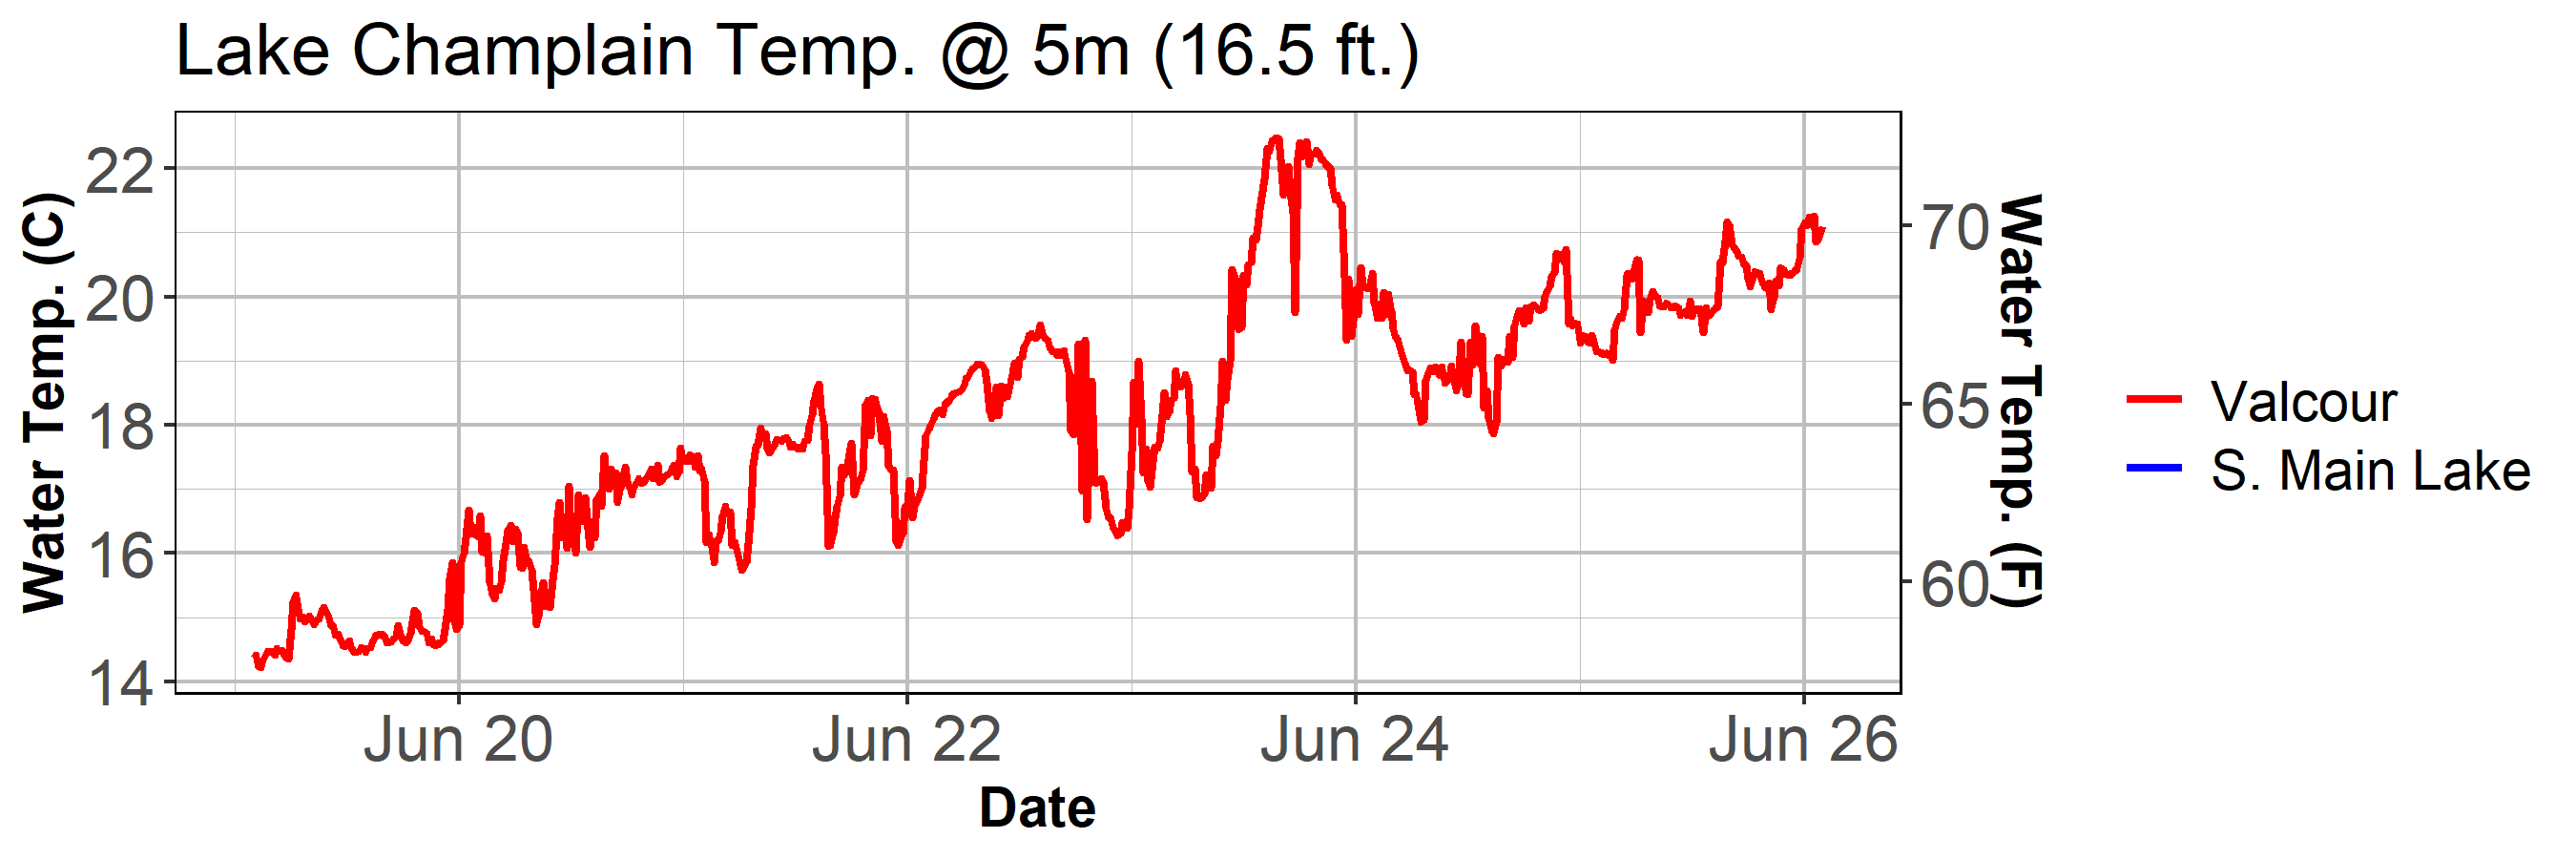 Lake Champlain Temp. @ 5m (16.5 ft.)
Water Temp. (C)
22
20
18
16
14
70
65
60
Water Temp. (F)
Jun 20
Jun 22
Jun 24
Jun 26
Date
Valcour
S. Main Lake